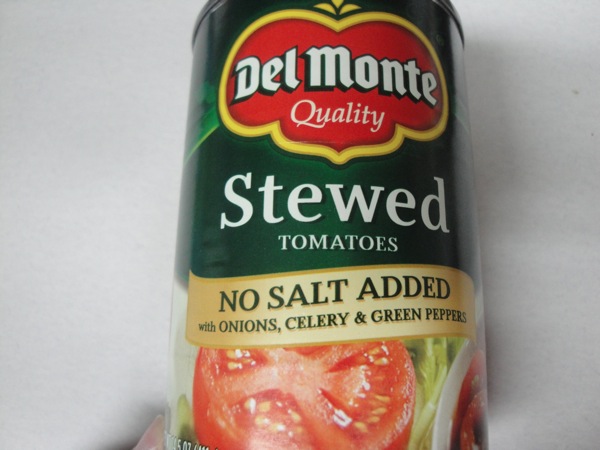 Del Monte
Quality
Stewed
TOMATOES
NO SALT ADDED
with ONIONS, CELERY & GREEN PEPPERS